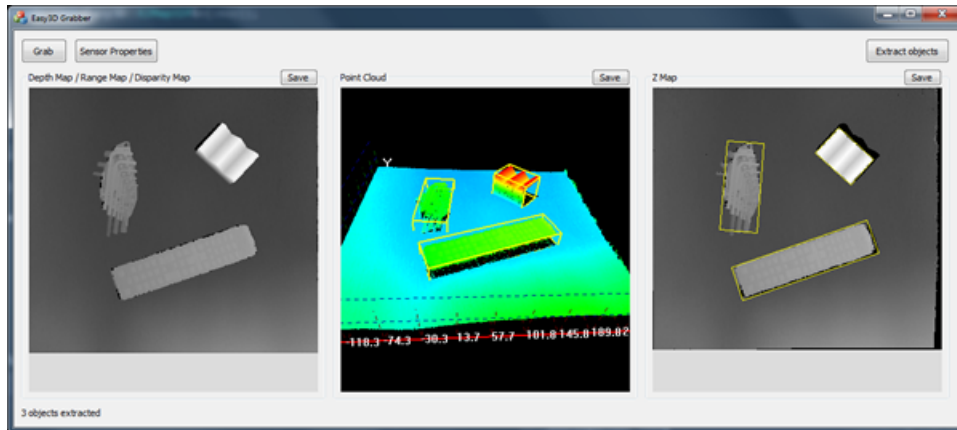 Easy3D Grabber
Grab Sensor Properties Extract objects
Depth Map / Range Map / Disparity Map Save Point Cloud Save Z Map Save
Y
-118.3 -74.3 -30.3 13.7 57.7 101.8 145.8 189.82
3 objects extracted